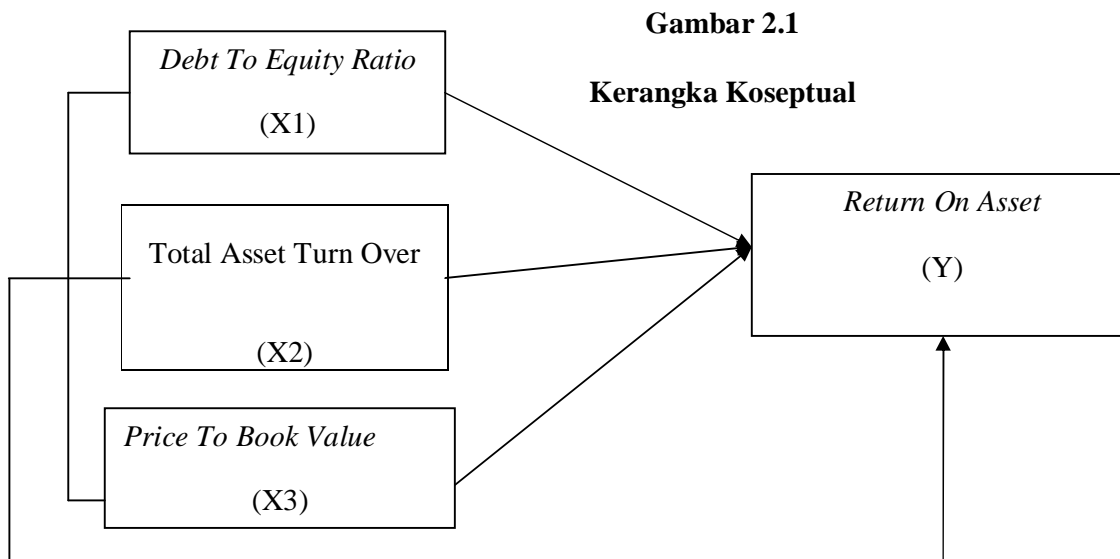 Gambar 2.1
Kerangka Koseptual
Debt To Equity Ratio
(X1)
Total Asset Turn Over
(X2)
Price To Book Value
(X3)
Return On Asset
(Y)